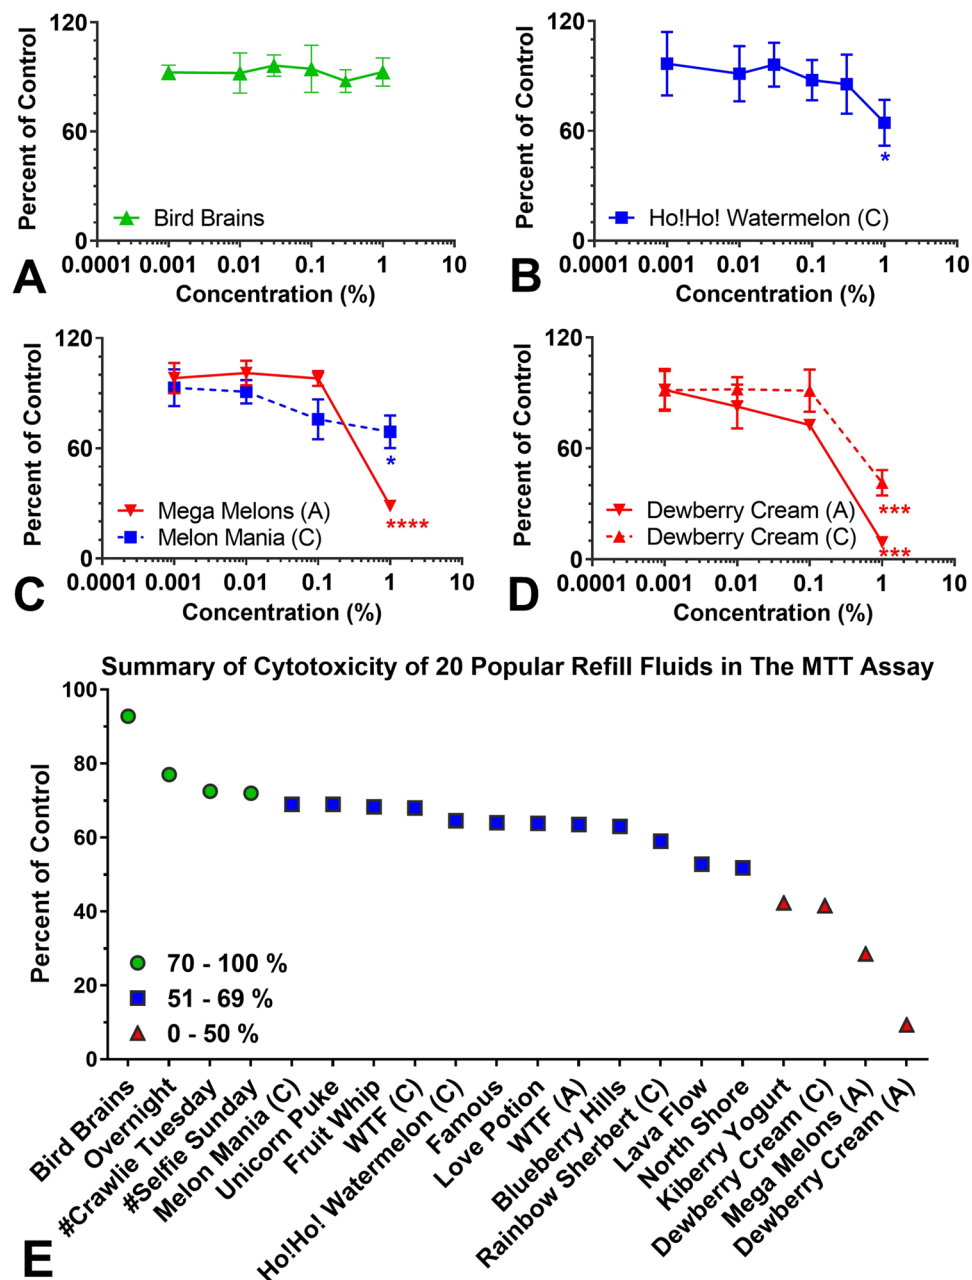 120
60
0
Percent of Control
Bird Brains
0.0001 0.001 0.01 0.1 1 10
Concentration (%)
A
120
60
0
Percent of Control
Ho!Ho! Watermelon (C)
*
0.0001 0.001 0.01 0.1 1 10
Concentration (%)
B
120
60
0
Percent of Control
Mega Melons (A)
Melon Mania (C)
*
****
0.0001 0.001 0.01 0.1 1 10
Concentration (%)
C
120
60
0
Percent of Control
Dewberry Cream (A)
Dewberry Cream (C)
***
***
0.0001 0.001 0.01 0.1 1 10
Concentration (%)
D
Summary of Cytotoxicity of 20 Popular Refill Fluids in The MTT Assay
100
80
60
40
20
0
Percent of Control
70 - 100 %
51 - 69 %
0 - 50 %
Bird Brains
Overnight
#Crawlie Tuesday
#Selfie Sunday
Melon Mania (C)
Unicorn Puke
Fruit Whip
WTF (C)
Ho!Ho! Watermelon (C)
Famous
Love Potion
WTF (A)
Blueberry Hills
Rainbow Sherbert (C)
Lava Flow
North Shore
Kiberry Yogurt
Dewberry Cream (C)
Mega Melons (A)
Dewberry Cream (A)
E